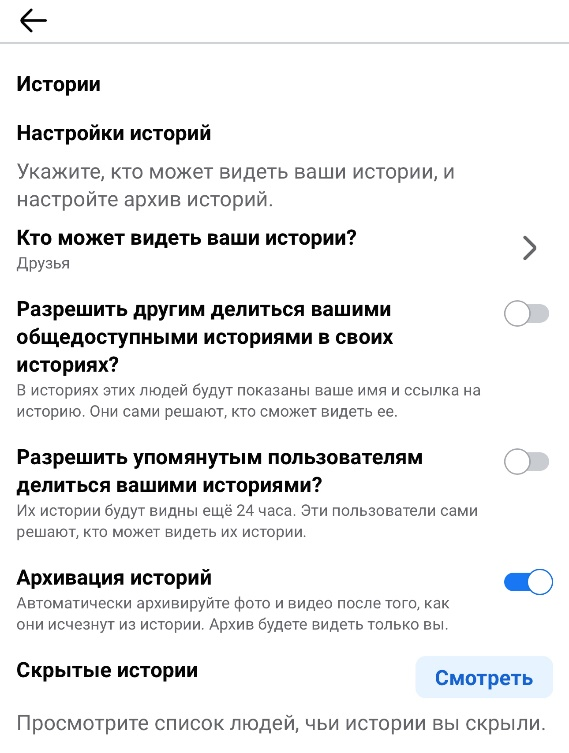 Истории
Настройки историй
Укажите, кто может видеть ваши истории, и
настройте архив историй.
Кто может видеть ваши истории?
Друзья
Разрешить другим делиться вашими
общедоступными историями в своих
историях?
В историях этих людей будут показаны ваше имя и ссылка на
историю. Они сами решают, кто сможет видеть ее.
Разрешить упомянутым пользователям
делиться вашими историями?
Их истории будут видны ещё 24 часа. Эти пользователи сами
решают, кто может видеть их истории.
Архивация историй
Автоматически архивируйте фото и видео после того, как
они исчезнут из истории. Архив будете видеть только вы.
Скрытые истории
Смотреть
Просмотрите список людей, чьи истории вы скрыли.